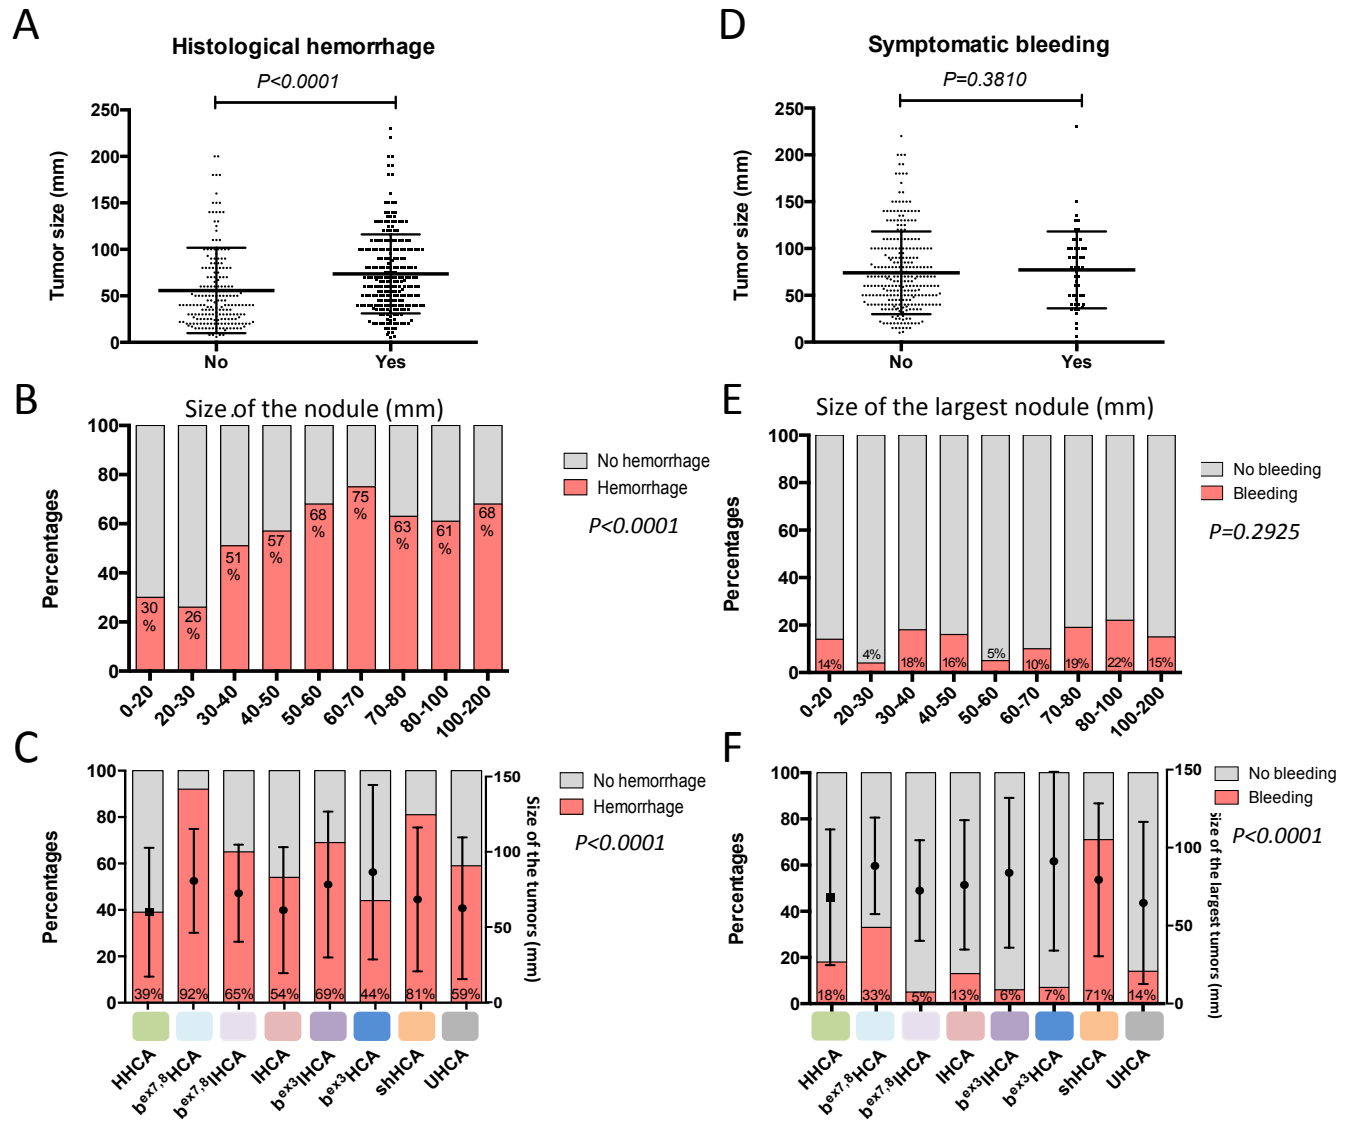 A
Histological hemorrhage
P<0.0001
Tumor size (mm)
250
200
150
100
50
0
No
Yes
D
Symptomatic bleeding
P=0.3810
Tumor size (mm)
250
200
150
100
50
0
No
Yes
B
Size of the nodule (mm)
Percentages
100
80
60
40
20
0
30 %
26 %
51 %
57 %
68 %
75 %
63 %
61 %
68 %
0-20
20-30
30-40
40-50
50-60
60-70
70-80
80-100
100-200
No hemorrhage
Hemorrhage
P<0.0001
E
Size of the largest nodule (mm)
Percentages
100
80
60
40
20
0
14%
4%
18%
16%
5%
10%
19%
22%
15%
0-20
20-30
30-40
40-50
50-60
60-70
70-80
80-100
100-200
No bleeding
Bleeding
P=0.2925
C
Percentages
100
80
60
40
20
0
39%
92%
65%
54%
69%
44%
81%
59%
150
100
50
0
Size of the tumors (mm)
HHCA
bex7,8HCA
bex7,8IHCA
IHCA
bex3IHCA
bex3HCA
shHCA
UHCA
No hemorrhage
Hemorrhage
P<0.0001
F
Percentages
100
80
60
40
20
0
18%
33%
5%
13%
6%
7%
71%
14%
150
100
50
0
Size of the largest tumors (mm)
HHCA
bex7,8HCA
bex7,8IHCA
IHCA
bex3IHCA
bex3HCA
shHCA
UHCA
No bleeding
Bleeding
P<0.0001